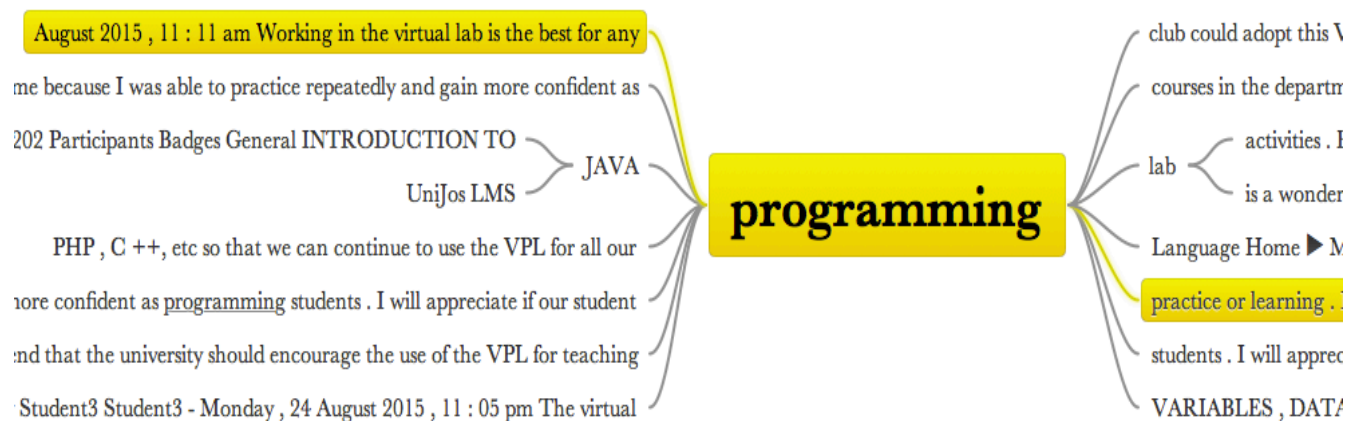 August 2015 , 11 : 11 am Working in the virtual lab is the best for any
me because I was able to practice repeatedly and gain more confident as
202 Participants Badges General INTRODUCTION TO
JAVA
UniJos LMS
PHP , C ++, etc so that we can continue to use the VPL for all our
more confident as programming students . I will appreciate if our student
end that the university should encourage the use of the VPL for teaching
Student3 Student3 - Monday , 24 August 2015 , 11 : 05 pm The virtual
programming
club could adopt this V
courses in the departm
activities .
lab
is a wonder
Language Home ▶ M
practice or learning .
students . I will apprec
VARIABLES , DATA